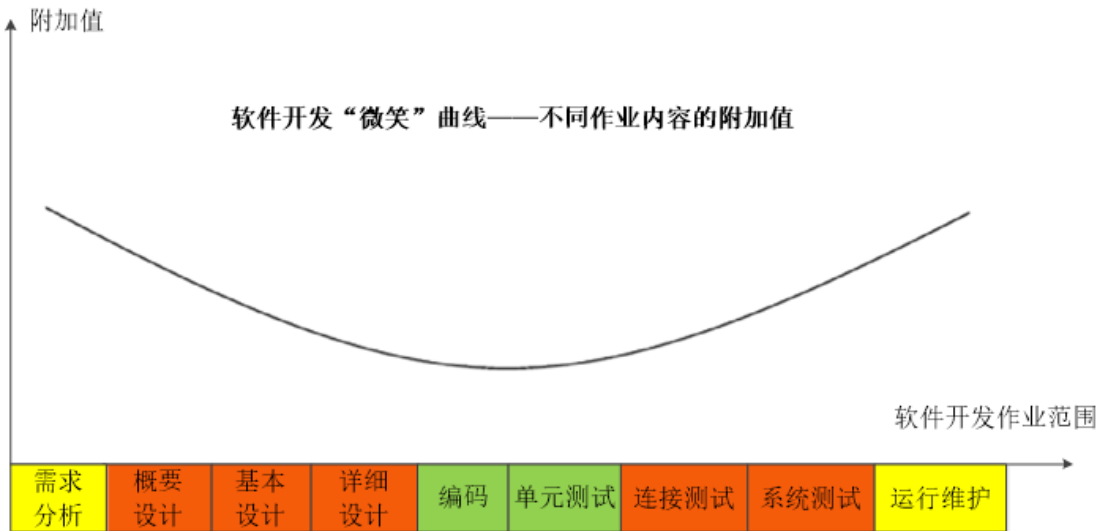 附加值
软件开发“微笑”曲线——不同作业内容的附加值
软件开发作业范围
需求
分析
概要
设计
基本
设计
详细
设计
编码
单元测试
连接测试
系统测试
运行维护